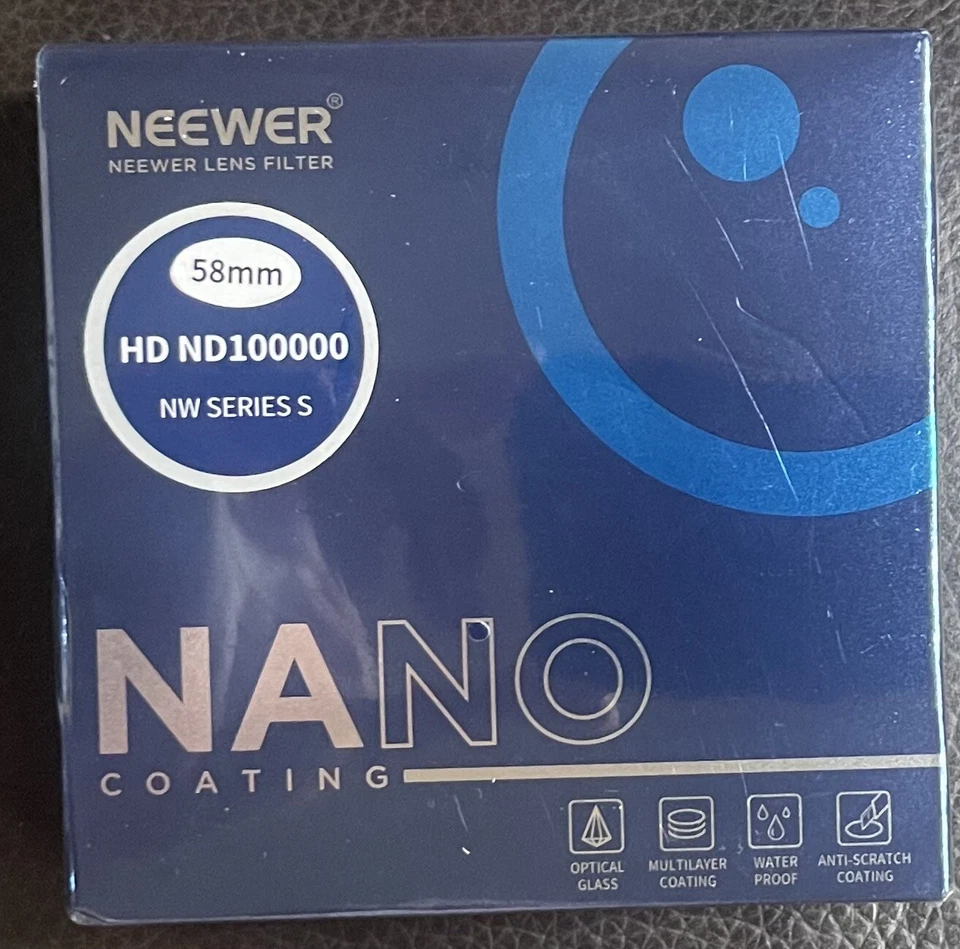 NEEWER®
NEEWER LENS FILTER
58mm
HD ND100000
NW SERIES S
NANO
COATING
OPTICAL
GLASS
MULTILAYER
COATING
WATER
PROOF
ANTI-SCRATCH
COATING